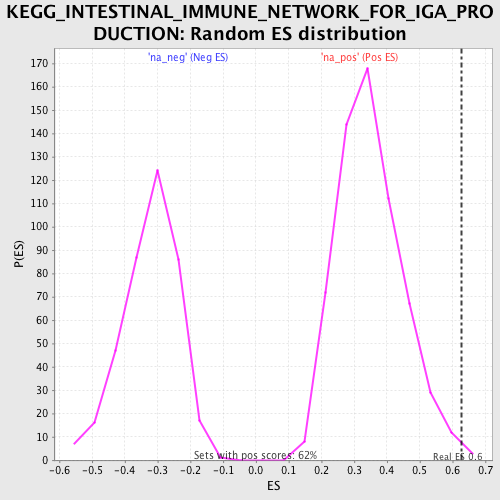 KEGG_INTESTINAL_IMMUNE_NETWORK_FOR_IGA_PRO
DUCTION: Random ES distribution
'na_neg' (Neg ES)
'na_pos' (Pos ES)
170
160
150
140
130
120
110
100
90
80
70
60
50
40
30
20
10
0
P(ES)
Sets with pos scores: 62%
Real ES 0.6
-0.6 -0.5 -0.4 -0.3 -0.2 -0.1 0.0 0.1 0.2 0.3 0.4 0.5 0.6 0.7
ES